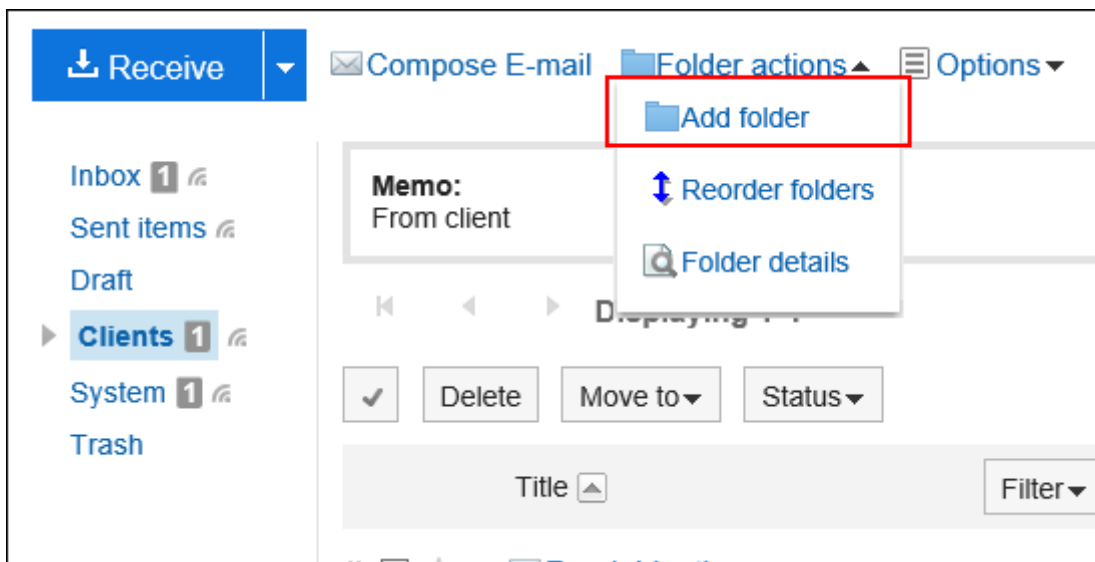 Receive Compose E-mail Folder actions Options
Add folder
Reorder folders
Folder details
Inbox 1
Sent items
Draft
Clients 1
System 1
Trash
Memo:
From client
Delete Move to Status
Title Filter